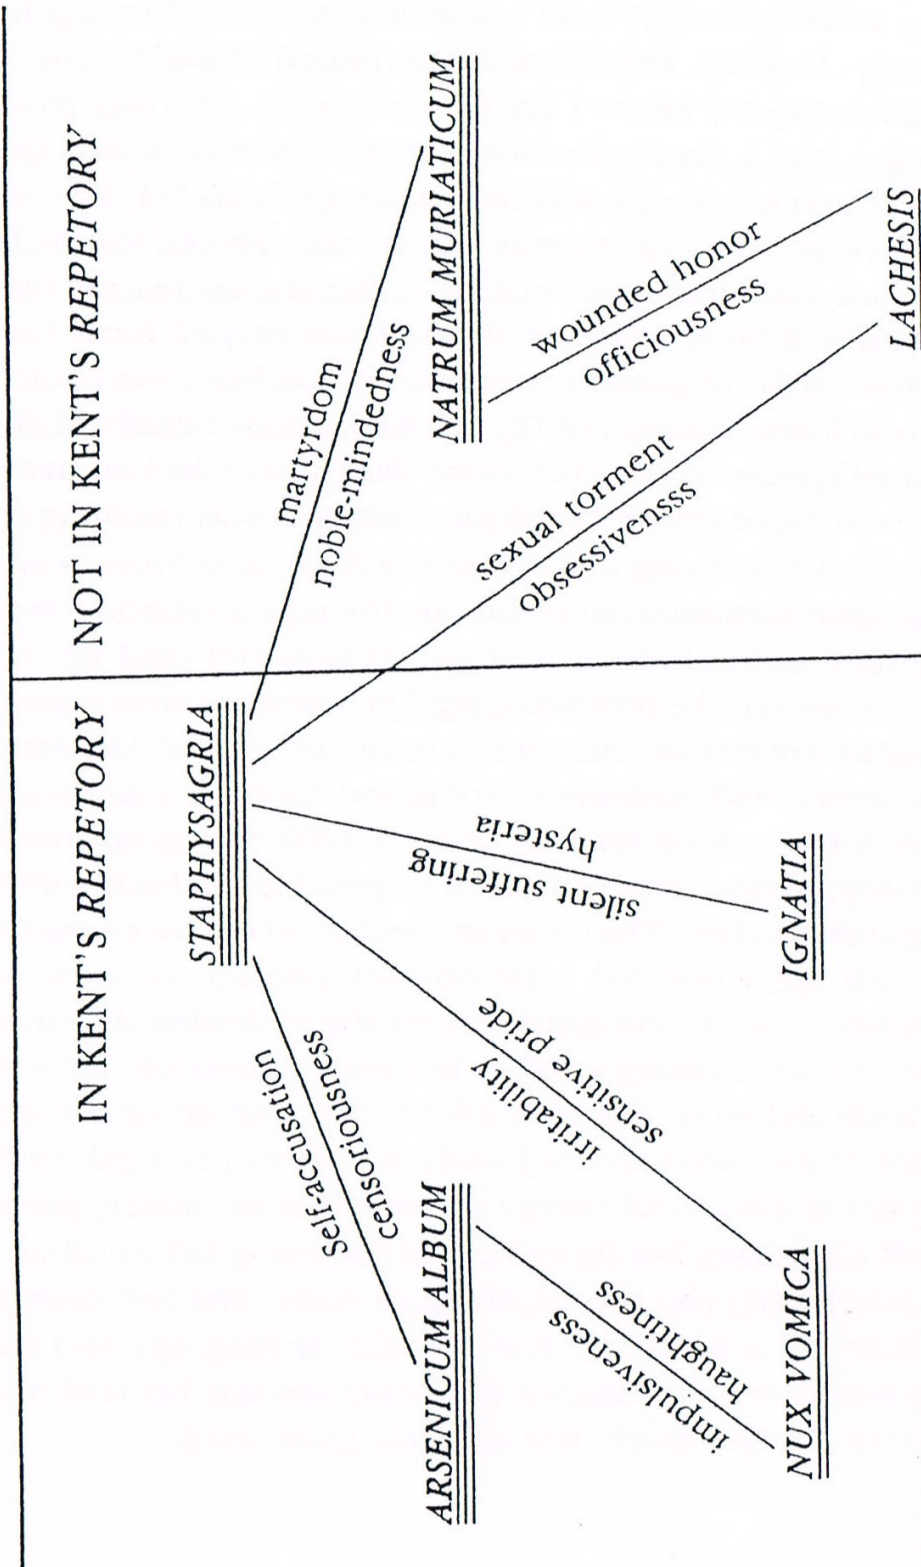 IN KENT'S REPETORY
NOT IN KENT'S REPETORY
STAPHYSAGRIA
Self-accusation
censoriousness
irritability
sensitive pride
silent suffering
hysteria
sexual torment
obsessivensss
martyrdom
noble-mindedness
ARSENICUM ALBUM
NATRUM MURIATICUM
impulsiveness
haughtiness
wounded honor
officiousness
NUX VOMICA
IGNATIA
LACHESIS